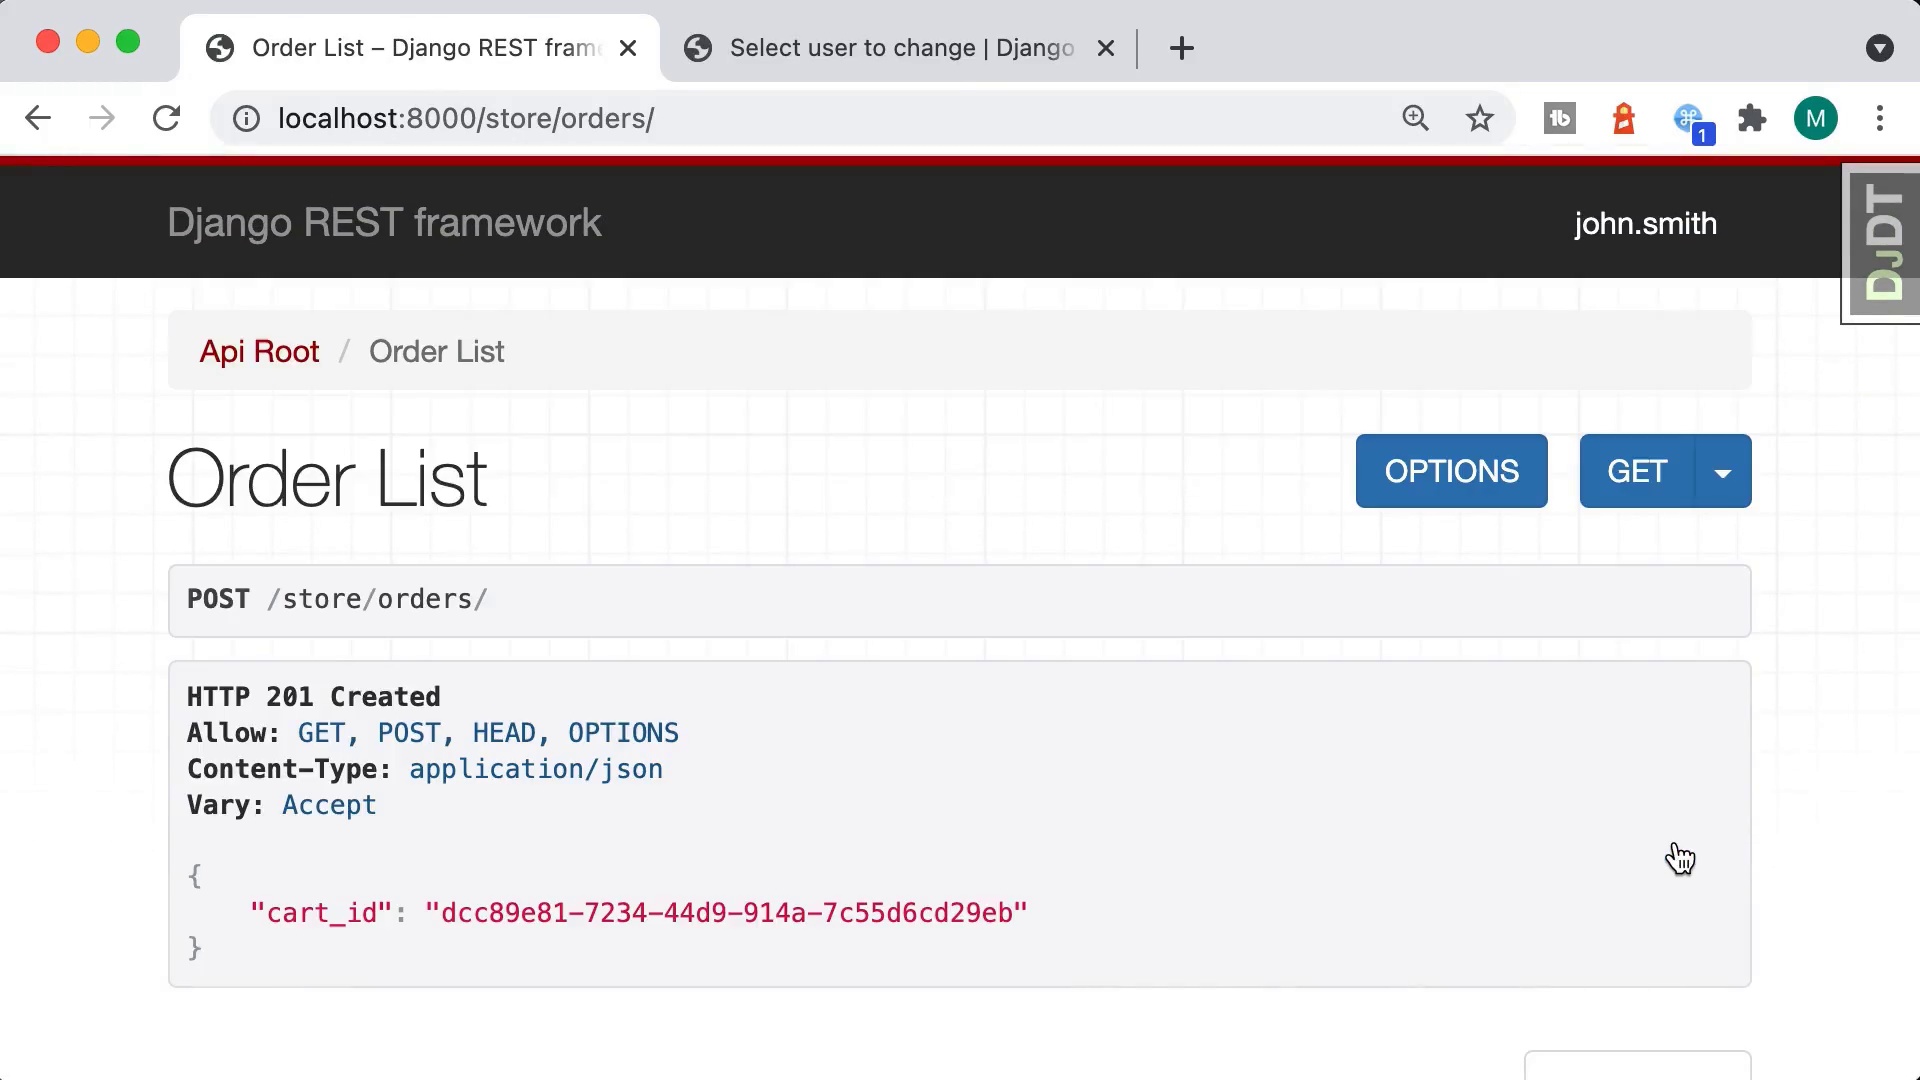 Order List – Django REST frame
Select user to change | Django
localhost:8000/store/orders/
1
M
Django REST framework
john.smith
DJDT
Api Root / Order List
Order List
OPTIONS
GET
POST /store/orders/
HTTP 201 Created
Allow: GET, POST, HEAD, OPTIONS
Content-Type: application/json
Vary: Accept
{
"cart_id": "dcc89e81-7234-44d9-914a-7c55d6cd29eb"
}